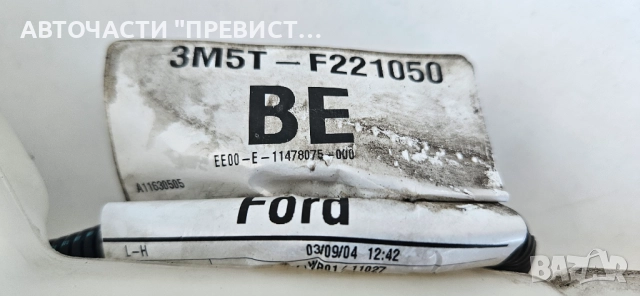 АВТОЧАСТИ "ПРЕВИСТ...
3M5T-F221050
BE
EE00-E-11478075-000
A11630505
Ford
L-H 03/09/04 12:42
BAZAR